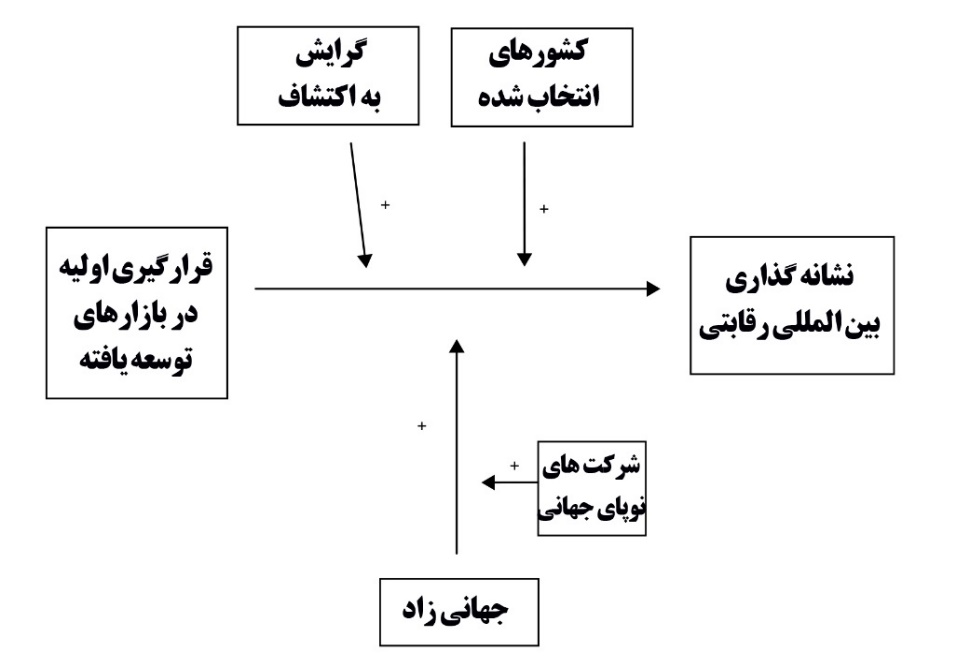 گرایش
به اکتشاف
کشورهای
انتخاب شده
قرارگیری اولیه
در بازارهای
توسعه یافته
نشانه گذاری
بین المللی رقابتی
+
+
+
+
شرکت های
نوپای جهانی
جهانی زاد